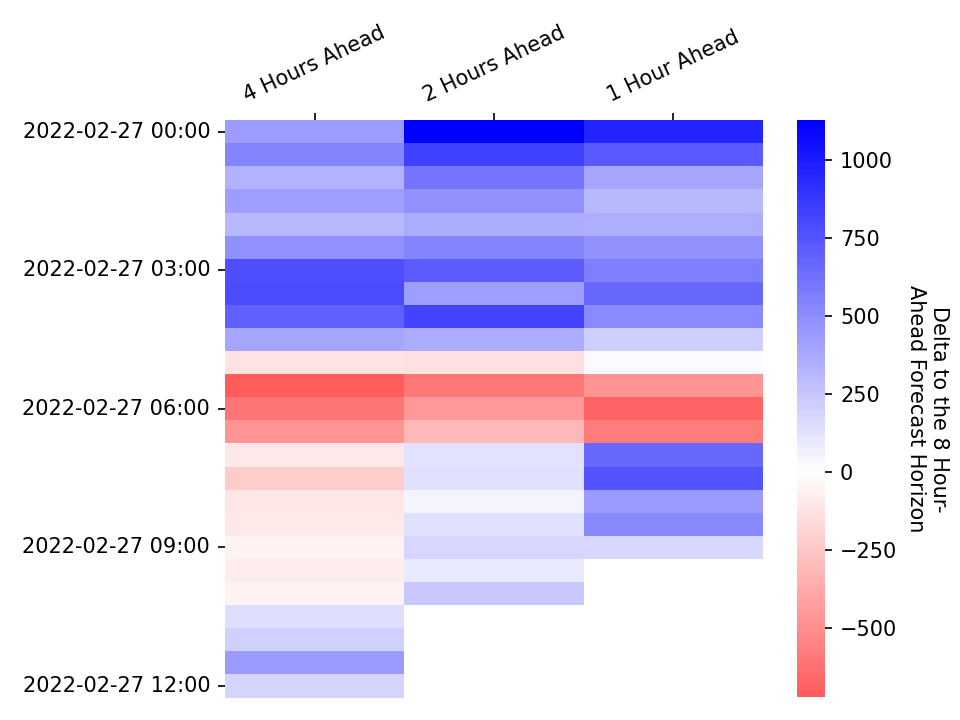 4 Hours Ahead
2 Hours Ahead
1 Hour Ahead
2022-02-27 00:00
2022-02-27 03:00
2022-02-27 06:00
2022-02-27 09:00
2022-02-27 12:00
1000
750
500
250
0
−250
−500
Delta to the 8 Hour-
Ahead Forecast Horizon